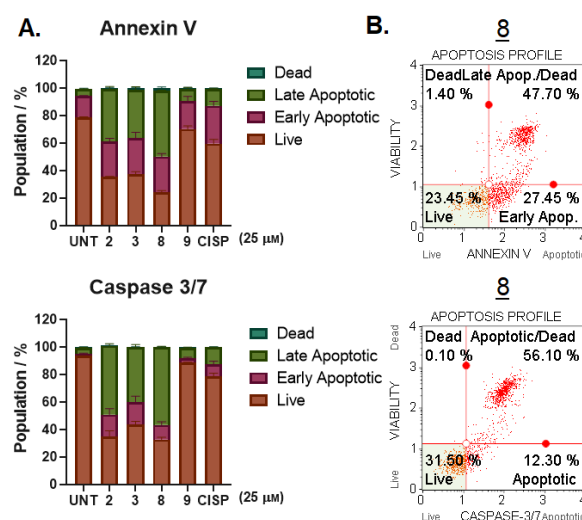 A.
Annexin V
Population / %
120
100
80
60
40
20
0
UNT 2 3 8 9 CISP (25 µM)
Dead
Late Apoptotic
Early Apoptotic
Live
Caspase 3/7
Population / %
120
100
80
60
40
20
0
UNT 2 3 8 9 CISP (25 µM)
Dead
Late Apoptotic
Early Apoptotic
Live
B.
8
APOPTOSIS PROFILE
Dead Late Apop./Dead
1.40 % 47.70 %
23.45 % 27.45 %
Live Early Apop.
VIABILITY
4
3
2
1
0
0 1 2 3 4
Live ANNEXIN V Apoptotic
8
APOPTOSIS PROFILE
Dead Apoptotic/Dead
0.10 % 56.10 %
31.50 % 12.30 %
Live Apoptotic
Dead
VIABILITY
Live
4
3
2
1
0
0 1 2 3 4
Live CASPASE-3/7 Apoptotic